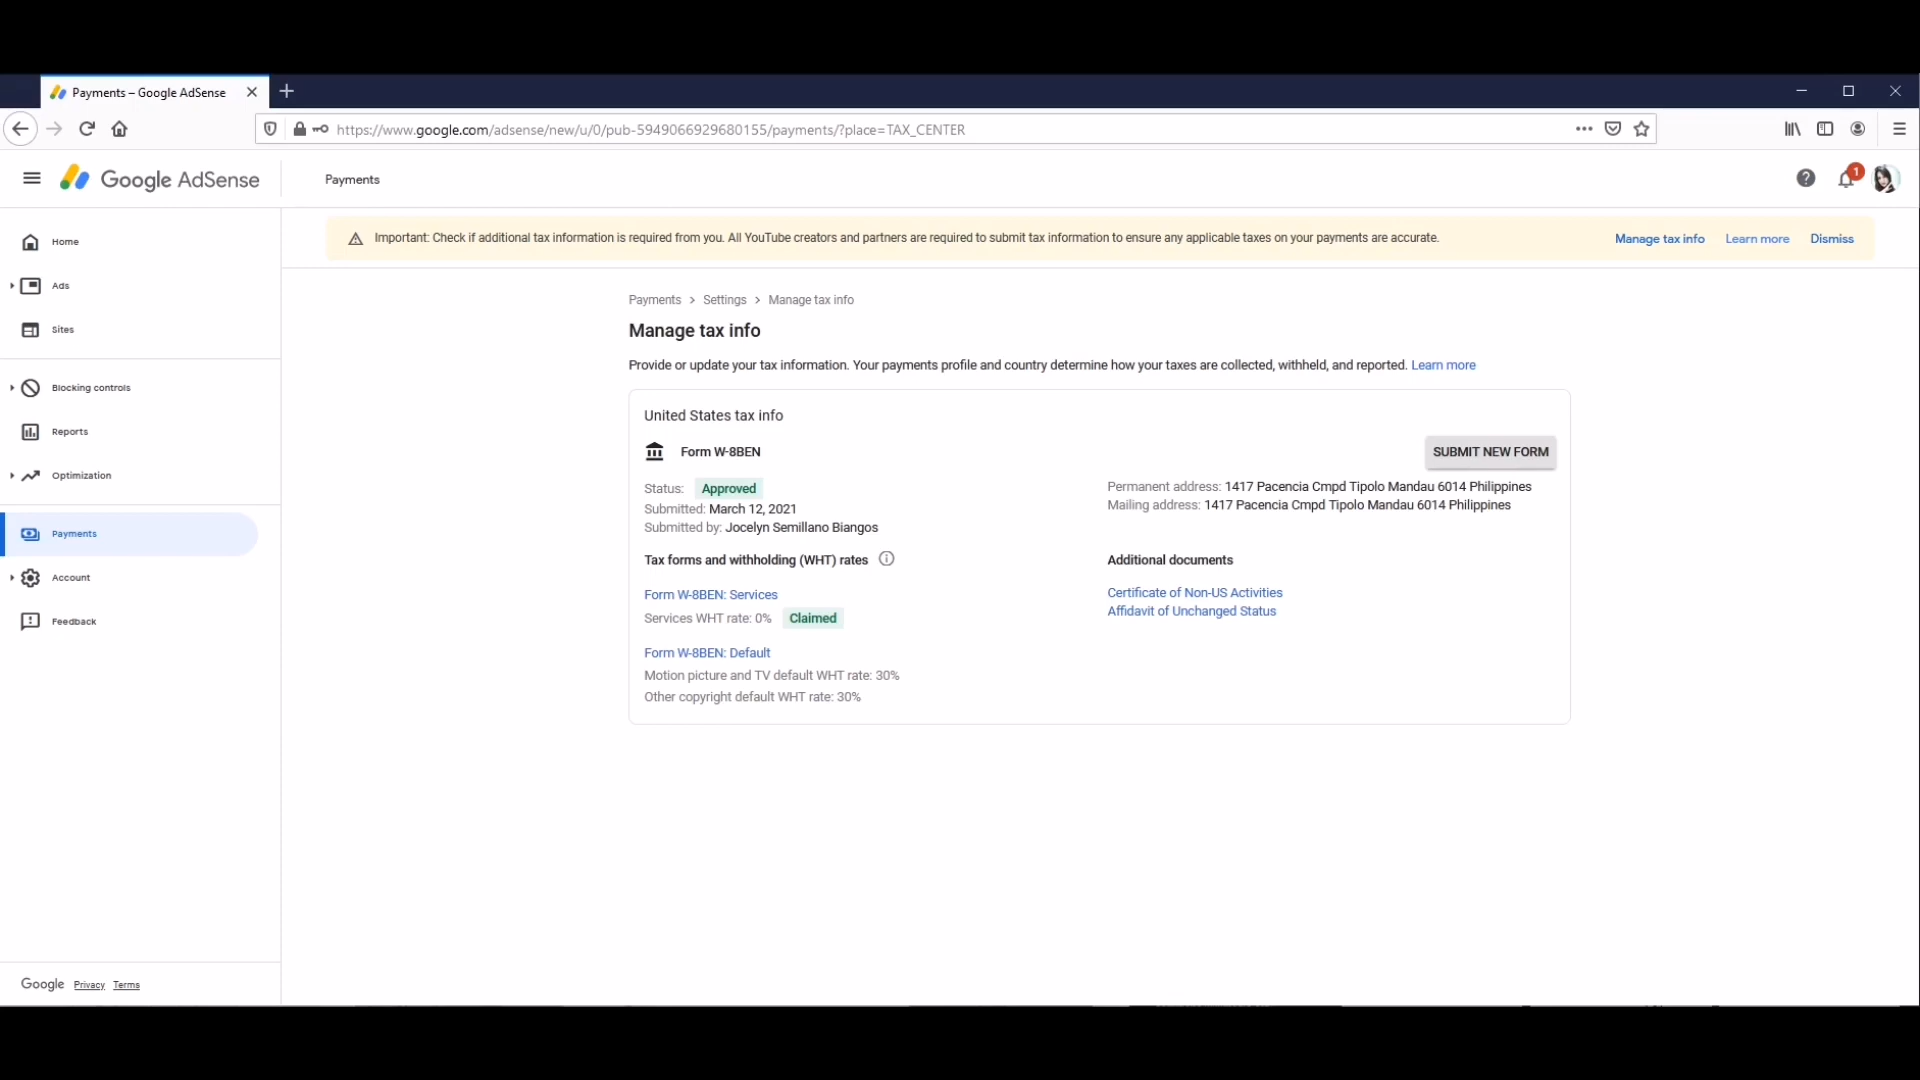 Payments – Google AdSense
https://www.google.com/adsense/new/u/0/pub-5949066929680155/payments/?place=TAX_CENTER
Google AdSense
Payments
1
Important: Check if additional tax information is required from you. All YouTube creators and partners are required to submit tax information to ensure any applicable taxes on your payments are accurate.
Manage tax info
Learn more
Dismiss
Home
Ads
Sites
Blocking controls
Reports
Optimization
Payments
Account
Feedback
Google Privacy Terms
Payments > Settings > Manage tax info
Manage tax info
Provide or update your tax information. Your payments profile and country determine how your taxes are collected, withheld, and reported. Learn more
United States tax info
Form W-8BEN
SUBMIT NEW FORM
Status: Approved
Submitted: March 12, 2021
Submitted by: Jocelyn Semillano Biangos
Permanent address: 1417 Pacencia Cmpd Tipolo Mandau 6014 Philippines
Mailing address: 1417 Pacencia Cmpd Tipolo Mandau 6014 Philippines
Tax forms and withholding (WHT) rates
Form W-8BEN: Services
Services WHT rate: 0% Claimed
Form W-8BEN: Default
Motion picture and TV default WHT rate: 30%
Other copyright default WHT rate: 30%
Additional documents
Certificate of Non-US Activities
Affidavit of Unchanged Status